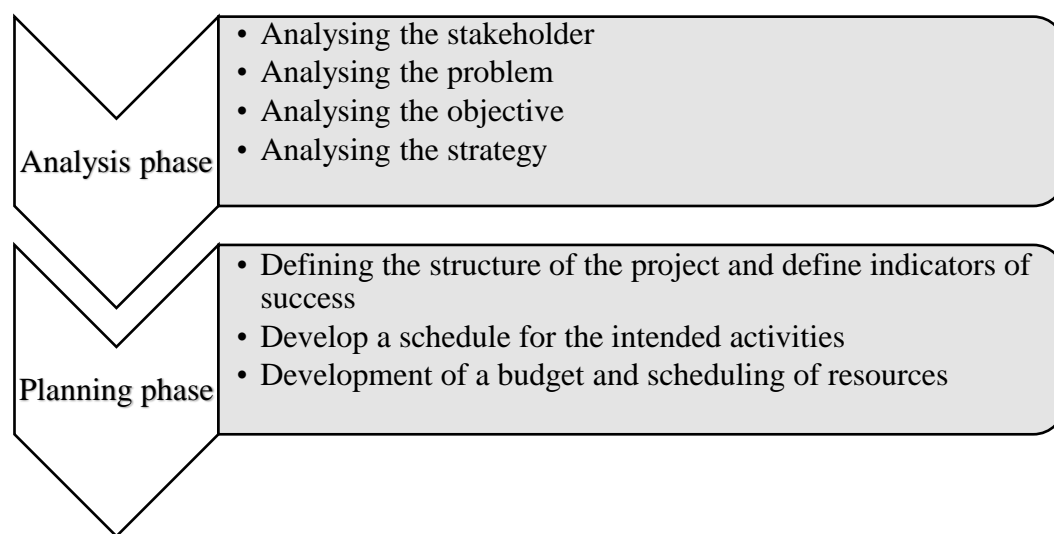 Analysis phase
• Analysing the stakeholder
• Analysing the problem
• Analysing the objective
• Analysing the strategy
Planning phase
• Defining the structure of the project and define indicators of
success
• Develop a schedule for the intended activities
• Development of a budget and scheduling of resources